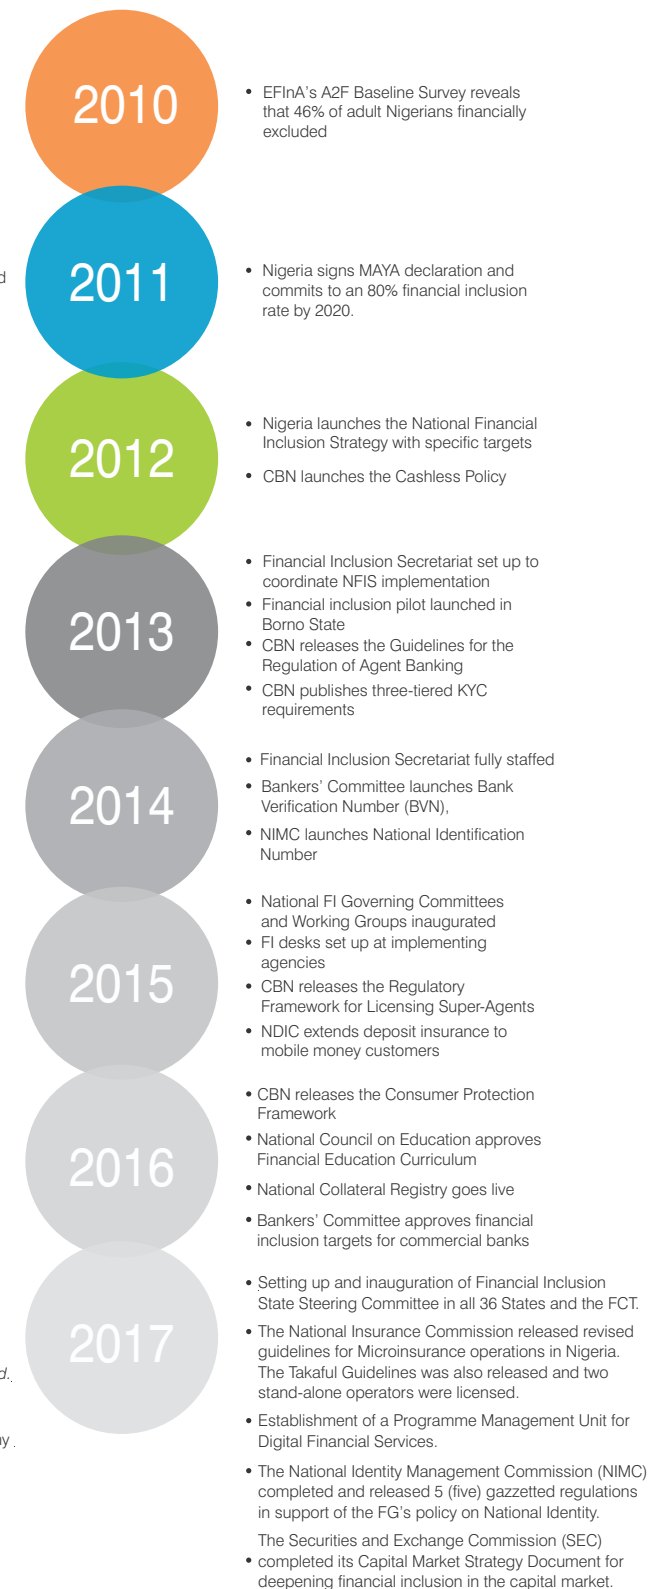 2010
• EFInA's A2F Baseline Survey reveals
that 46% of adult Nigerians financially
excluded
2011
• Nigeria signs MAYA declaration and
commits to an 80% financial inclusion
rate by 2020.
2012
• Nigeria launches the National Financial
Inclusion Strategy with specific targets
• CBN launches the Cashless Policy
2013
• Financial Inclusion Secretariat set up to
coordinate NFIS implementation
• Financial inclusion pilot launched in
Borno State
• CBN releases the Guidelines for the
Regulation of Agent Banking
• CBN publishes three-tiered KYC
requirements
2014
• Financial Inclusion Secretariat fully staffed
• Bankers' Committee launches Bank
Verification Number (BVN),
• NIMC launches National Identification
Number
2015
• National FI Governing Committees
and Working Groups inaugurated
• FI desks set up at implementing
agencies
• CBN releases the Regulatory
Framework for Licensing Super-Agents
• NDIC extends deposit insurance to
mobile money customers
2016
• CBN releases the Consumer Protection
Framework
• National Council on Education approves
Financial Education Curriculum
• National Collateral Registry goes live
• Bankers' Committee approves financial
inclusion targets for commercial banks
2017
• Setting up and inauguration of Financial Inclusion
State Steering Committee in all 36 States and the FCT.
• The National Insurance Commission released revised
guidelines for Microinsurance operations in Nigeria.
The Takaful Guidelines was also released and two
stand-alone operators were licensed.
• Establishment of a Programme Management Unit for
Digital Financial Services.
• The National Identity Management Commission (NIMC)
completed and released 5 (five) gazzetted regulations
in support of the FG's policy on National Identity.
The Securities and Exchange Commission (SEC)
• completed its Capital Market Strategy Document for
deepening financial inclusion in the capital market.